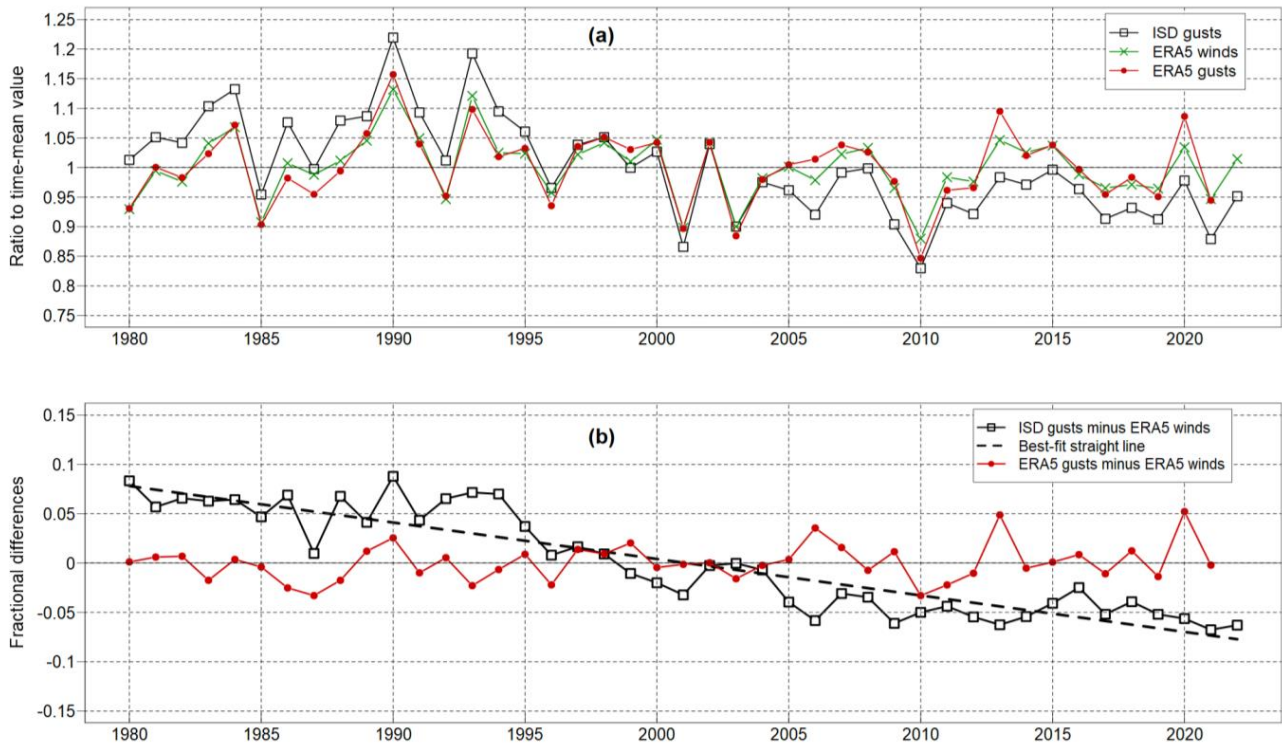 (a)
ISD gusts
ERA5 winds
ERA5 gusts
Ratio to time-mean value
1.25
1.2
1.15
1.1
1.05
1
0.95
0.9
0.85
0.8
0.75
1980 1985 1990 1995 2000 2005 2010 2015 2020
(b)
ISD gusts minus ERA5 winds
Best-fit straight line
ERA5 gusts minus ERA5 winds
Fractional differences
0.15
0.1
0.05
0
-0.05
-0.1
-0.15
1980 1985 1990 1995 2000 2005 2010 2015 2020